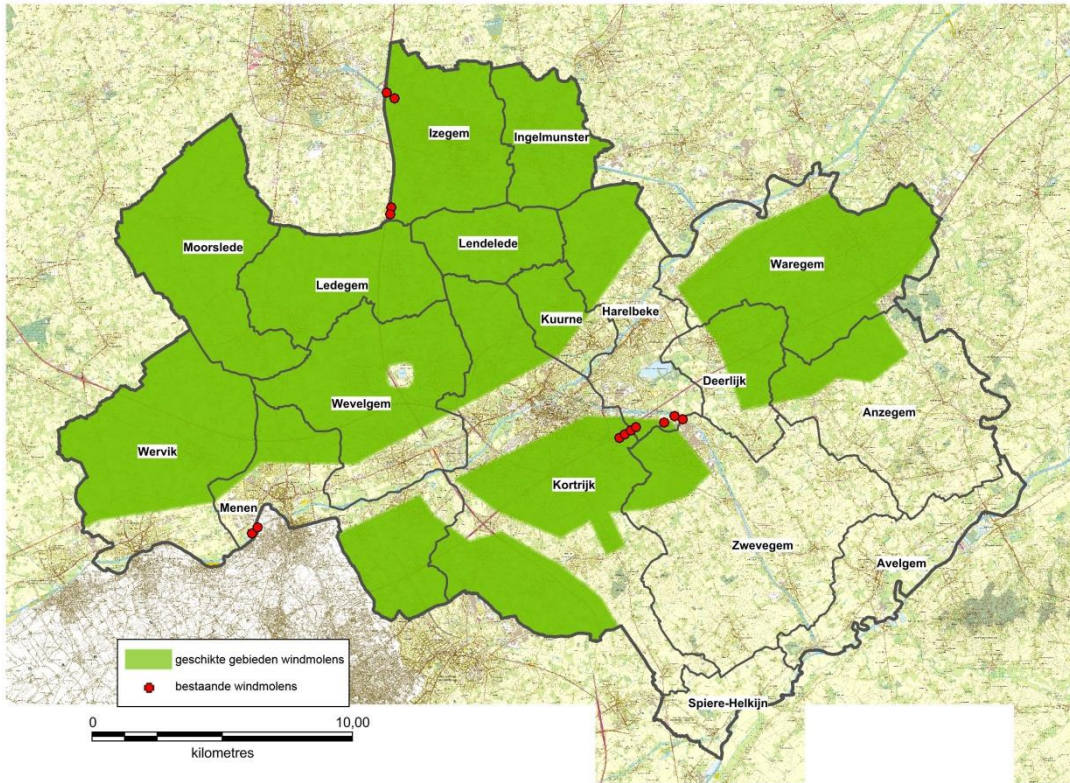 Izegem
Ingelmunster
Moorslede
Lendelede
Waregem
Ledegem
Kuurne
Harelbeke
Deerlijk
Wevelgem
Anzegem
Wervik
Kortrijk
Menen
Zwevegem
Avelgem
geschikte gebieden windmolens
bestaande windmolens
Spiere-Helkijn
0 10,00
kilometres